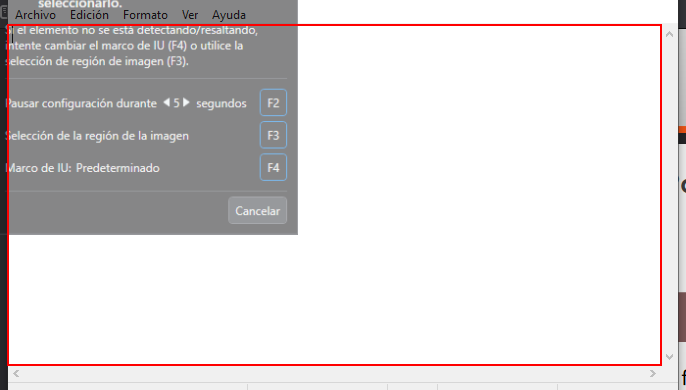 seleccionarlo.
Archivo Edición Formato Ver Ayuda
Si el elemento no se está detectando/resaltando,
intente cambiar el marco de IU (F4) o utilice la
selección de región de imagen (F3).
Pausar configuración durante 5 segundos F2
Selección de la región de la imagen F3
Marco de IU: Predeterminado F4
Cancelar